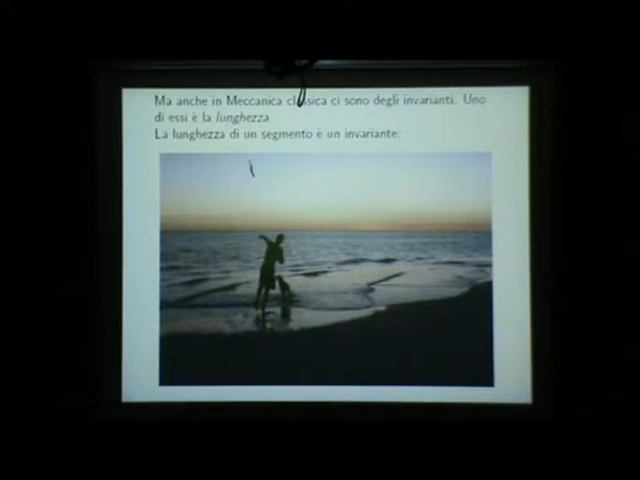 Ma anche in Meccanica classica ci sono degli invarianti. Uno
di essi è la lunghezza
La lunghezza di un segmento è un invariante: